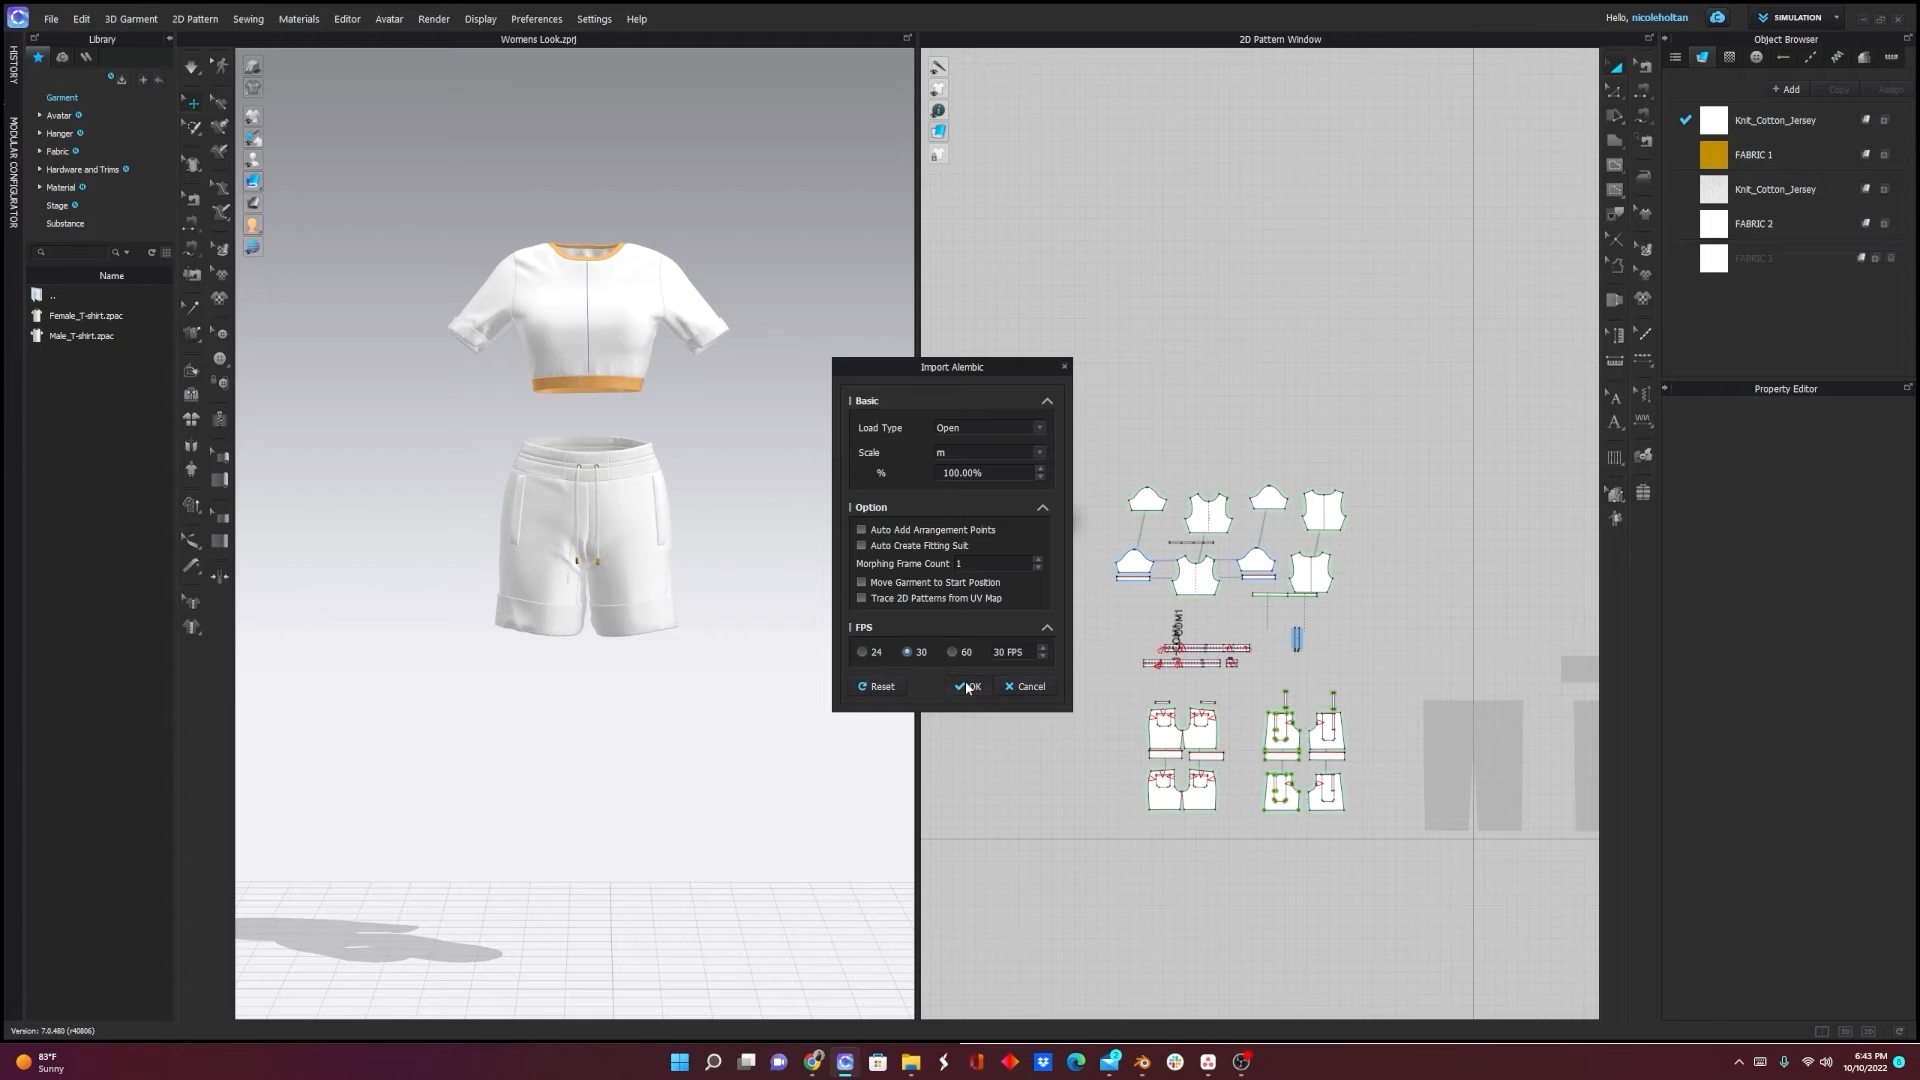 File Edit 3D Garment 2D Pattern Sewing Materials Editor Avatar Render Display Preferences Settings Help
Hello, nicoleholtan
SIMULATION
Library
Womens Look.zprj
2D Pattern Window
Object Browser
HISTORY
MODULAR CONFIGURATOR
Garment
Avatar
Hanger
Fabric
Hardware and Trims
Material
Stage
Substance
Name
..
Female_T-shirt.zpac
Male_T-shirt.zpac
+ Add Copy Assign
Knit_Cotton_Jersey
FABRIC 1
Knit_Cotton_Jersey
FABRIC 2
FABRIC 3
Property Editor
Import Alembic
Basic
Load Type Open
Scale m
% 100.00%
Option
Auto Add Arrangement Points
Auto Create Fitting Suit
Morphing Frame Count 1
Move Garment to Start Position
Trace 2D Patterns from UV Map
FPS
24 30 60 30 FPS
Reset OK Cancel
Version: 7.0.480 (r40806)
3D 2D
83°F
Sunny
2
6:43 PM
10/10/2022
8